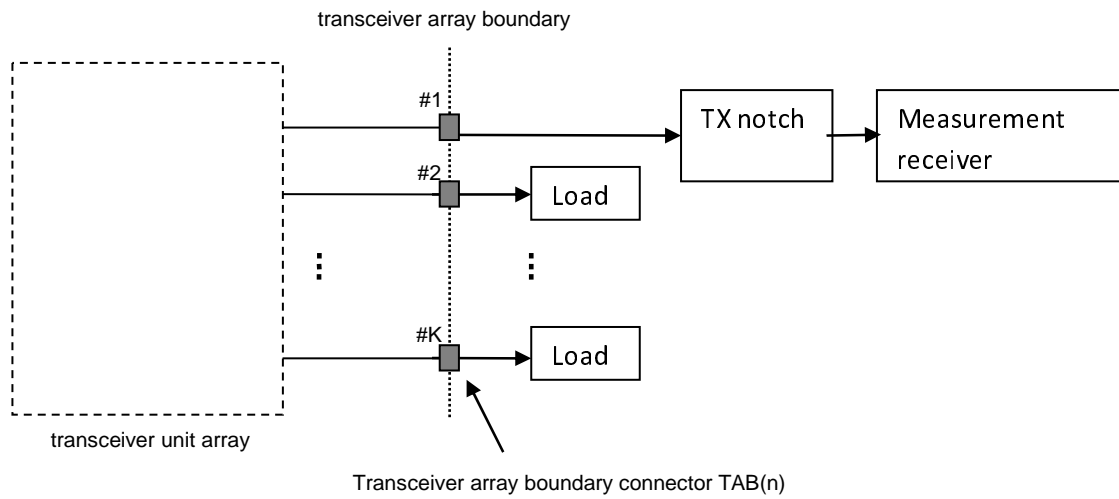 transceiver array boundary
#1
TX notch
Measurement
receiver
#2
Load
#K
Load
transceiver unit array
Transceiver array boundary connector TAB(n)